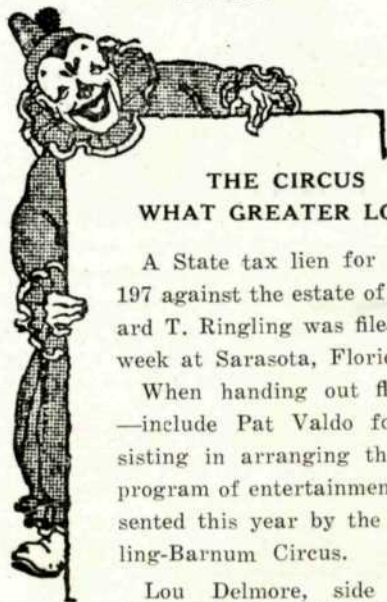 THE CIRCUS
WHAT GREATER LO
A State tax lien for
197 against the estate of
ard T. Ringling was file
week at Sarasota, Florid
When handing out fl
—include Pat Valdo fo
sisting in arranging th
program of entertainmen
sented this year by the
ling-Barnum Circus.
Lou Delmore, side